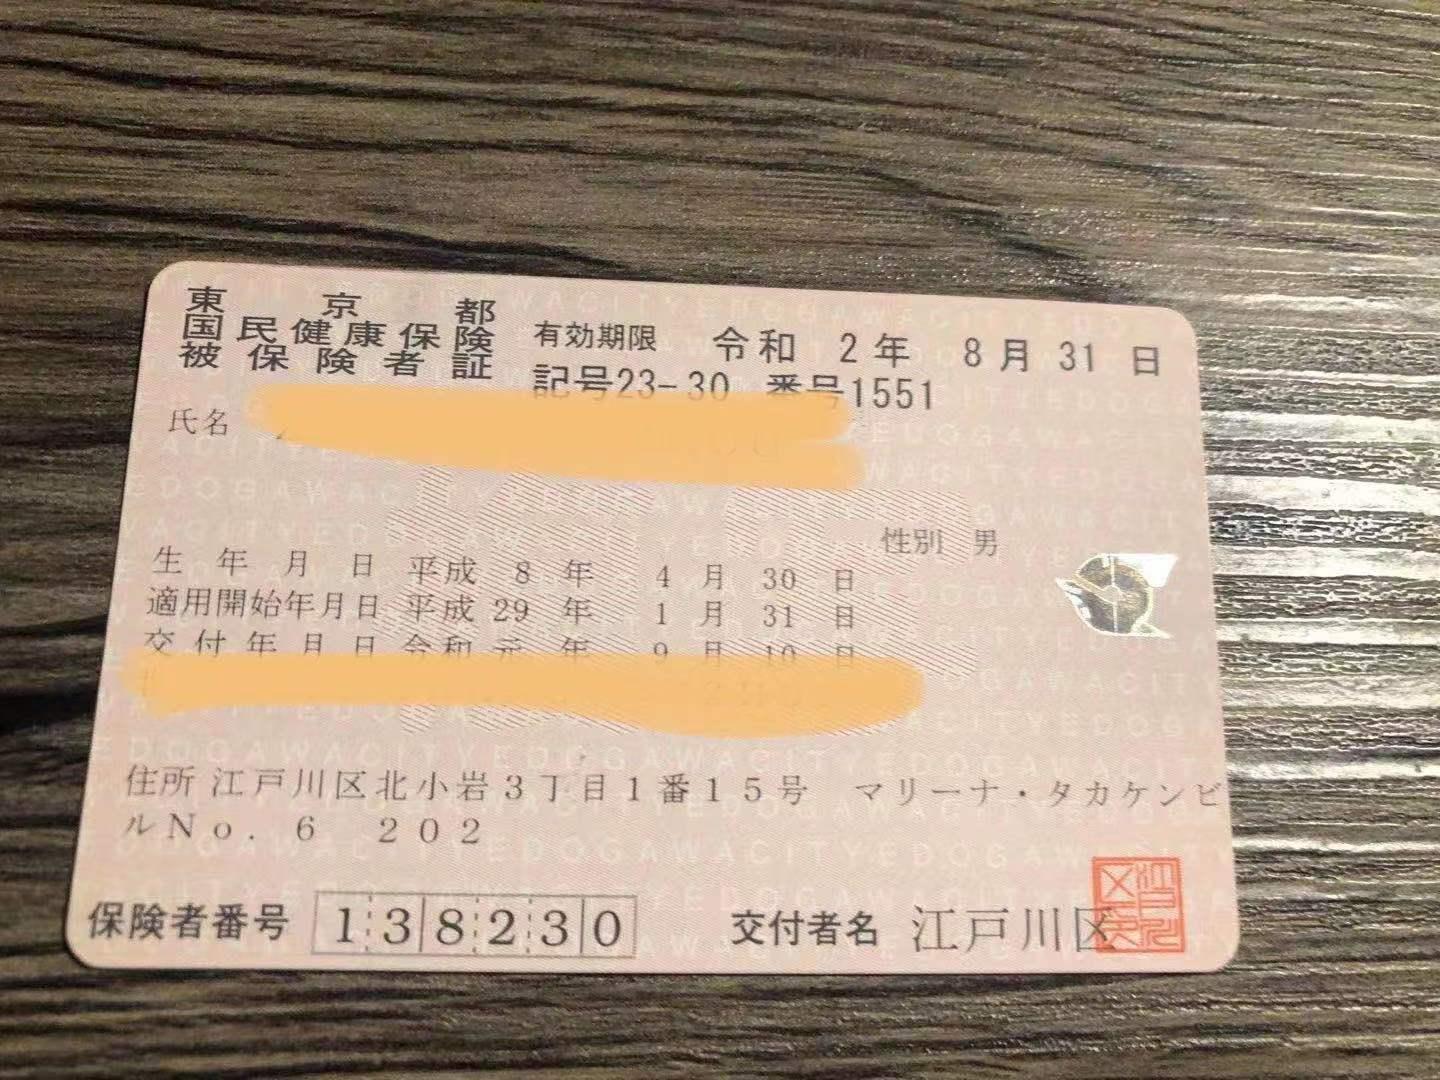 東京都
国民健康保険
被保険者証
有効期限 令和 2年 8月 31日
記号23-30 番号1551
氏名
性別 男
生年月日 平成 8年 4月 30日
適用開始年月日 平成29年 1月 31日
交付年月日 令和元年 9月 10日
住所 江戸川区北小岩3丁目1番15号 マリーナ・タカケンビ
ルNo.6 202
保険者番号 138230
交付者名 江戸川区